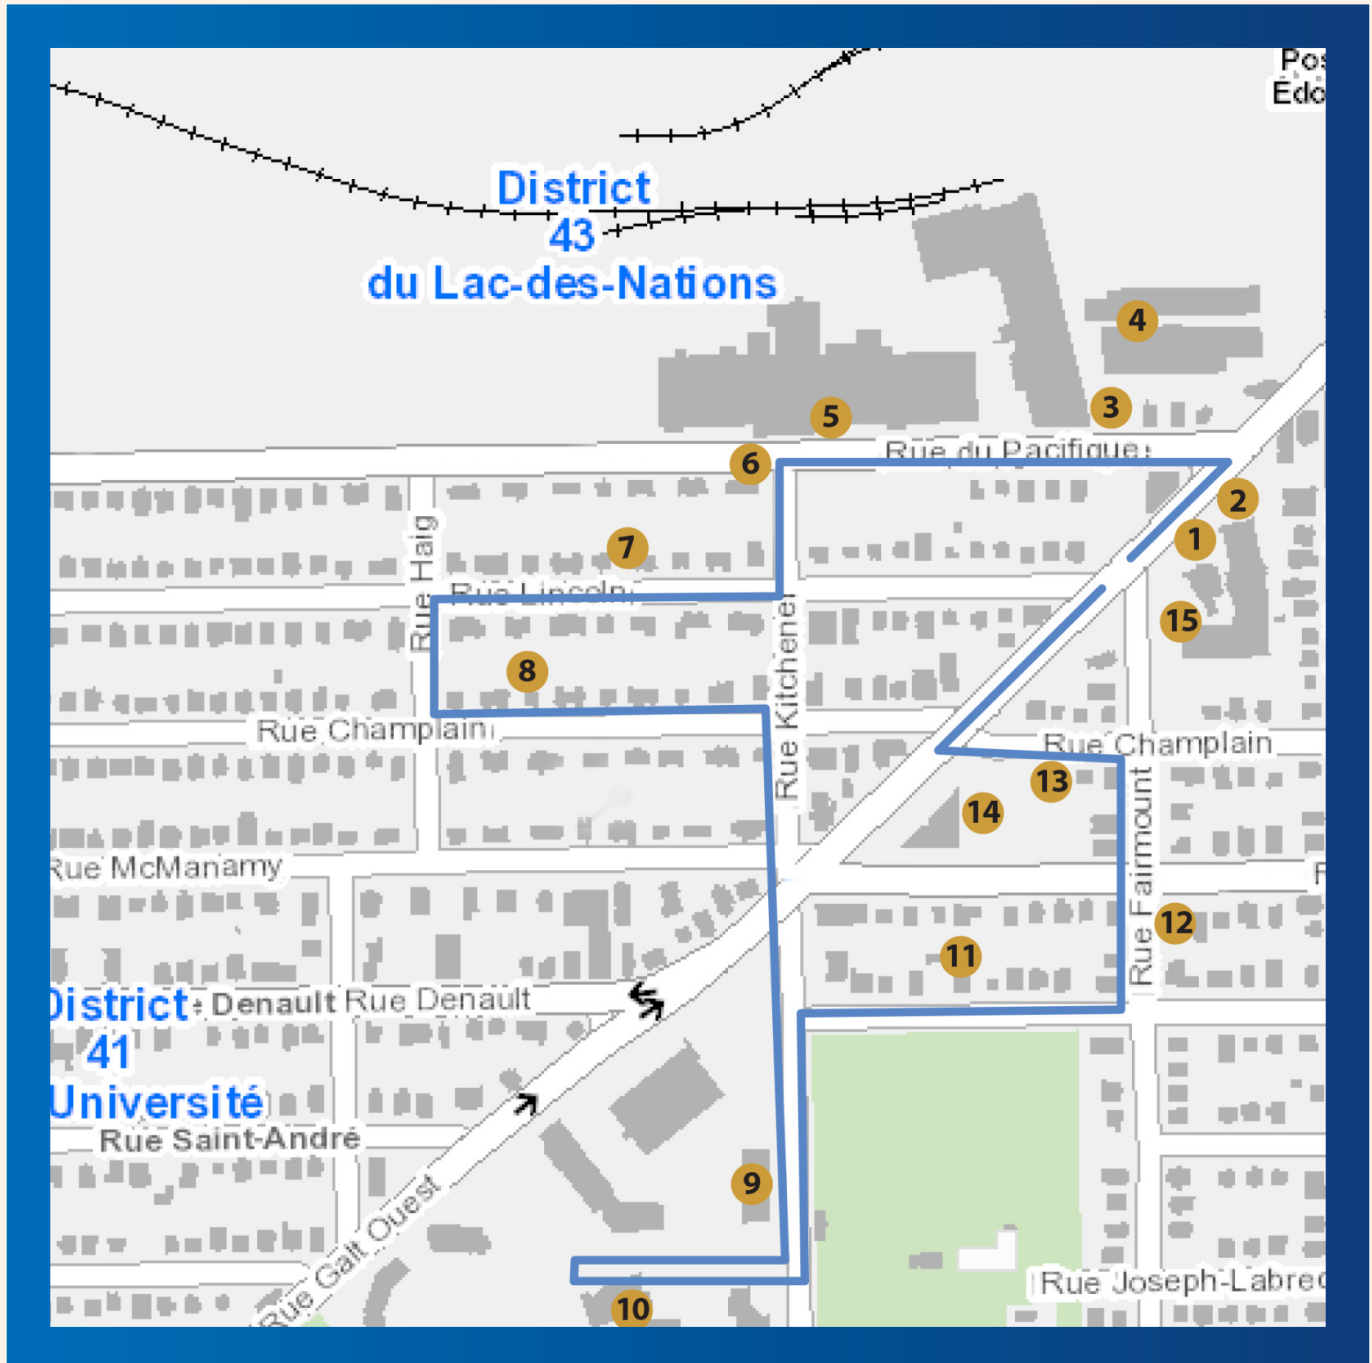 Pos
Édo
District
43
du Lac-des-Nations
4
3
5
6
Rue du Pacifique
2
1
7
Rue Haig
Rue Lincoln
15
8
Rue Kitchener
Rue Champlain
Rue Champlain
13
14
Rue McManamy
R
Rue Fairmount
12
11
District
e Denault
Rue Denault
41
Université
Rue Saint-André
9
Rue Galt Ouest
Rue Joseph-Labrec
10